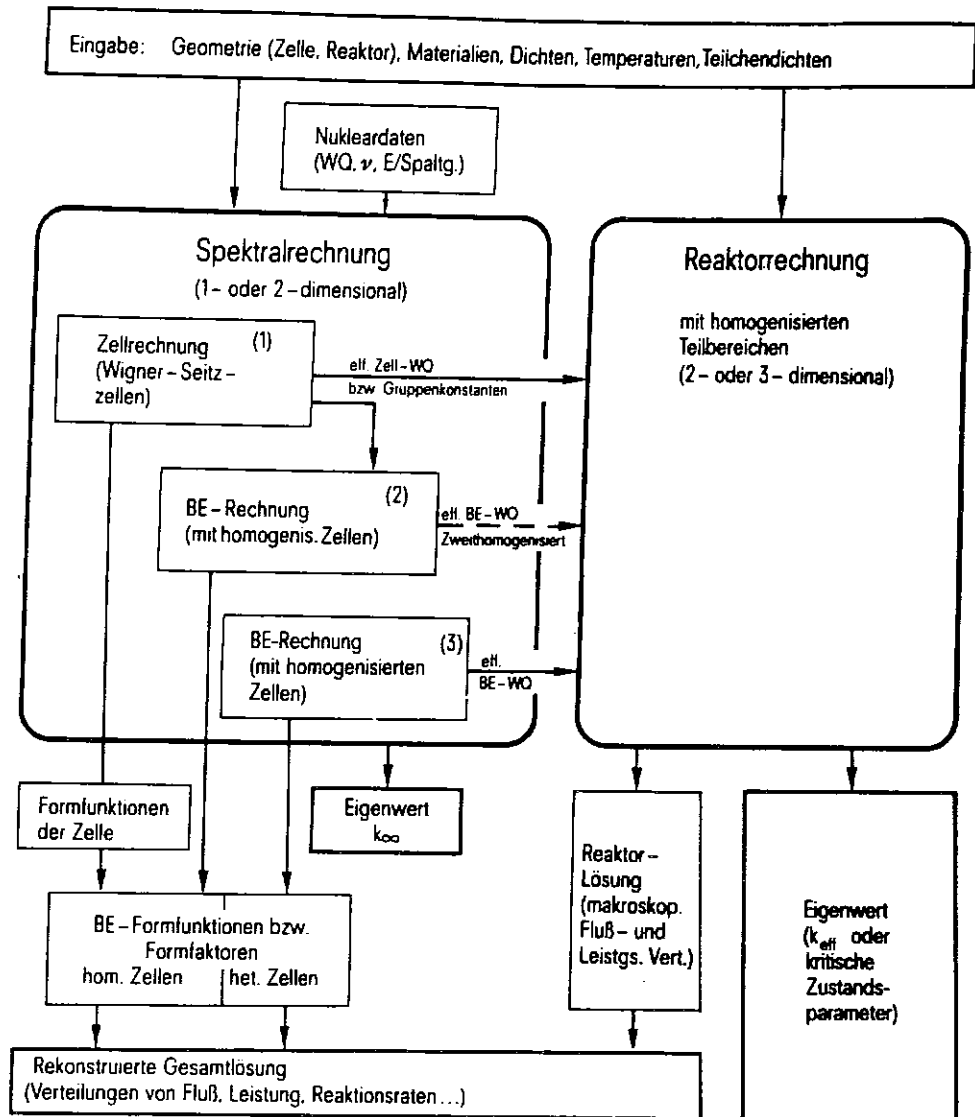 Eingabe: Geometrie (Zelle, Reaktor), Materialien, Dichten, Temperaturen, Teilchendichten
Nukleardaten
(WQ, ν, E/Spaltg.)
Spektralrechnung
(1- oder 2-dimensional)
Zellrechnung (1)
(Wigner-Seitz-
zellen)
eff. Zell-WQ
bzw Gruppenkonstanten
BE-Rechnung (2)
(mit homogenis. Zellen)
eff. BE-WQ
Zweithomogenisiert
BE-Rechnung (3)
(mit homogenisierten
Zellen)
eff.
BE-WQ
Reaktorrechnung
mit homogenisierten
Teilbereichen
(2- oder 3-dimensional)
Formfunktionen
der Zelle
Eigenwert
k∞
BE-Formfunktionen bzw.
Formfaktoren
hom. Zellen het. Zellen
Reaktor-
Lösung
(makroskop.
Fluß- und
Leistgs. Vert.)
Eigenwert
(keff oder
kritische
Zustands-
parameter)
Rekonstruierte Gesamtlösung
(Verteilungen von Fluß, Leistung, Reaktionsraten...)